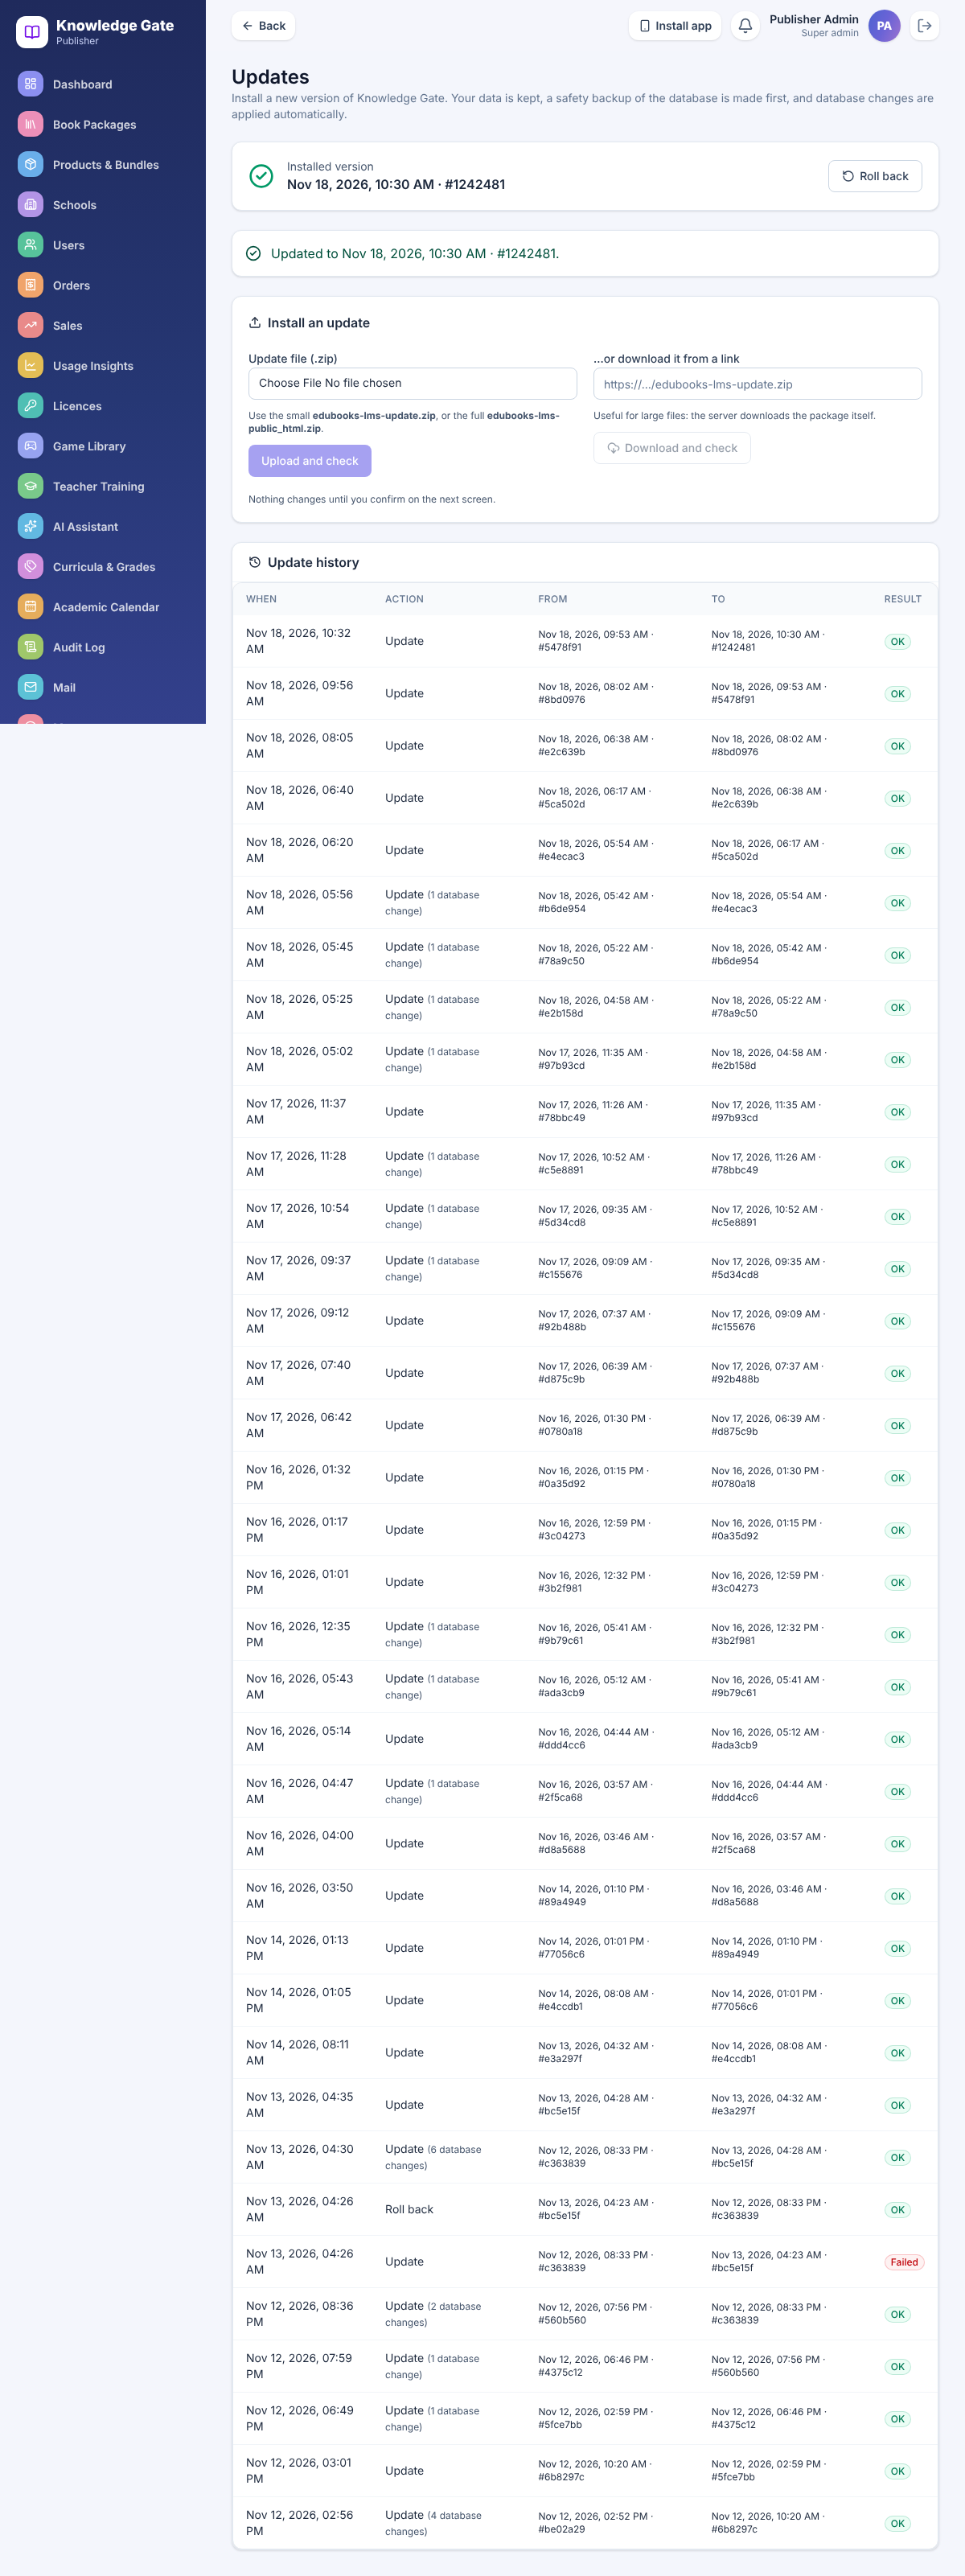 Knowledge Gate
Publisher
Dashboard
Book Packages
Products & Bundles
Schools
Users
Orders
Sales
Usage Insights
Licences
Game Library
Teacher Training
AI Assistant
Curricula & Grades
Academic Calendar
Audit Log
Mail
Back
Install app
Publisher Admin
Super admin
PA
Updates
Install a new version of Knowledge Gate. Your data is kept, a safety backup of the database is made first, and database changes are
applied automatically.
Installed version
Nov 18, 2026, 10:30 AM · #1242481
Roll back
Updated to Nov 18, 2026, 10:30 AM · #1242481.
Install an update
Update file (.zip)
Choose File No file chosen
Use the small edubooks-lms-update.zip, or the full edubooks-lms-
public_html.zip.
Upload and check
...or download it from a link
https://.../edubooks-lms-update.zip
Useful for large files: the server downloads the package itself.
Download and check
Nothing changes until you confirm on the next screen.
Update history
WHEN ACTION FROM TO RESULT
Nov 18, 2026, 10:32 AM Update Nov 18, 2026, 09:53 AM · #5478f91 Nov 18, 2026, 10:30 AM · #1242481 OK
Nov 18, 2026, 09:56 AM Update Nov 18, 2026, 08:02 AM · #8bd0976 Nov 18, 2026, 09:53 AM · #5478f91 OK
Nov 18, 2026, 08:05 AM Update Nov 18, 2026, 06:38 AM · #e2c639b Nov 18, 2026, 08:02 AM · #8bd0976 OK
Nov 18, 2026, 06:40 AM Update Nov 18, 2026, 06:17 AM · #5ca502d Nov 18, 2026, 06:38 AM · #e2c639b OK
Nov 18, 2026, 06:20 AM Update Nov 18, 2026, 05:54 AM · #e4ecac3 Nov 18, 2026, 06:17 AM · #5ca502d OK
Nov 18, 2026, 05:56 AM Update (1 database change) Nov 18, 2026, 05:42 AM · #b6de954 Nov 18, 2026, 05:54 AM · #e4ecac3 OK
Nov 18, 2026, 05:45 AM Update (1 database change) Nov 18, 2026, 05:22 AM · #78a9c50 Nov 18, 2026, 05:42 AM · #b6de954 OK
Nov 18, 2026, 05:25 AM Update (1 database change) Nov 18, 2026, 04:58 AM · #e2b158d Nov 18, 2026, 05:22 AM · #78a9c50 OK
Nov 18, 2026, 05:02 AM Update (1 database change) Nov 17, 2026, 11:35 AM · #97b93cd Nov 18, 2026, 04:58 AM · #e2b158d OK
Nov 17, 2026, 11:37 AM Update Nov 17, 2026, 11:26 AM · #78bbc49 Nov 17, 2026, 11:35 AM · #97b93cd OK
Nov 17, 2026, 11:28 AM Update (1 database change) Nov 17, 2026, 10:52 AM · #c5e8891 Nov 17, 2026, 11:26 AM · #78bbc49 OK
Nov 17, 2026, 10:54 AM Update (1 database change) Nov 17, 2026, 09:35 AM · #5d34cd8 Nov 17, 2026, 10:52 AM · #c5e8891 OK
Nov 17, 2026, 09:37 AM Update (1 database change) Nov 17, 2026, 09:09 AM · #c155676 Nov 17, 2026, 09:35 AM · #5d34cd8 OK
Nov 17, 2026, 09:12 AM Update Nov 17, 2026, 07:37 AM · #92b488b Nov 17, 2026, 09:09 AM · #c155676 OK
Nov 17, 2026, 07:40 AM Update Nov 17, 2026, 06:39 AM · #d875c9b Nov 17, 2026, 07:37 AM · #92b488b OK
Nov 17, 2026, 06:42 AM Update Nov 16, 2026, 01:30 PM · #0780a18 Nov 17, 2026, 06:39 AM · #d875c9b OK
Nov 16, 2026, 01:32 PM Update Nov 16, 2026, 01:15 PM · #0a35d92 Nov 16, 2026, 01:30 PM · #0780a18 OK
Nov 16, 2026, 01:17 PM Update Nov 16, 2026, 12:59 PM · #3c04273 Nov 16, 2026, 01:15 PM · #0a35d92 OK
Nov 16, 2026, 01:01 PM Update Nov 16, 2026, 12:32 PM · #3b2f981 Nov 16, 2026, 12:59 PM · #3c04273 OK
Nov 16, 2026, 12:35 PM Update (1 database change) Nov 16, 2026, 05:41 AM · #9b79c61 Nov 16, 2026, 12:32 PM · #3b2f981 OK
Nov 16, 2026, 05:43 AM Update (1 database change) Nov 16, 2026, 05:12 AM · #ada3cb9 Nov 16, 2026, 05:41 AM · #9b79c61 OK
Nov 16, 2026, 05:14 AM Update Nov 16, 2026, 04:44 AM · #ddd4cc6 Nov 16, 2026, 05:12 AM · #ada3cb9 OK
Nov 16, 2026, 04:47 AM Update (1 database change) Nov 16, 2026, 03:57 AM · #2f5ca68 Nov 16, 2026, 04:44 AM · #ddd4cc6 OK
Nov 16, 2026, 04:00 AM Update Nov 16, 2026, 03:46 AM · #d8a5688 Nov 16, 2026, 03:57 AM · #2f5ca68 OK
Nov 16, 2026, 03:50 AM Update Nov 14, 2026, 01:10 PM · #89a4949 Nov 16, 2026, 03:46 AM · #d8a5688 OK
Nov 14, 2026, 01:13 PM Update Nov 14, 2026, 01:01 PM · #77056c6 Nov 14, 2026, 01:10 PM · #89a4949 OK
Nov 14, 2026, 01:05 PM Update Nov 14, 2026, 08:08 AM · #e4ccdb1 Nov 14, 2026, 01:01 PM · #77056c6 OK
Nov 14, 2026, 08:11 AM Update Nov 13, 2026, 04:32 AM · #e3a297f Nov 14, 2026, 08:08 AM · #e4ccdb1 OK
Nov 13, 2026, 04:35 AM Update Nov 13, 2026, 04:28 AM · #bc5e15f Nov 13, 2026, 04:32 AM · #e3a297f OK
Nov 13, 2026, 04:30 AM Update (6 database changes) Nov 12, 2026, 08:33 PM · #c363839 Nov 13, 2026, 04:28 AM · #bc5e15f OK
Nov 13, 2026, 04:26 AM Roll back Nov 13, 2026, 04:23 AM · #bc5e15f Nov 12, 2026, 08:33 PM · #c363839 OK
Nov 13, 2026, 04:26 AM Update Nov 12, 2026, 08:33 PM · #c363839 Nov 13, 2026, 04:23 AM · #bc5e15f Failed
Nov 12, 2026, 08:36 PM Update (2 database changes) Nov 12, 2026, 07:56 PM · #560b560 Nov 12, 2026, 08:33 PM · #c363839 OK
Nov 12, 2026, 07:59 PM Update (1 database change) Nov 12, 2026, 06:46 PM · #4375c12 Nov 12, 2026, 07:56 PM · #560b560 OK
Nov 12, 2026, 06:49 PM Update (1 database change) Nov 12, 2026, 02:59 PM · #5fce7bb Nov 12, 2026, 06:46 PM · #4375c12 OK
Nov 12, 2026, 03:01 PM Update Nov 12, 2026, 10:20 AM · #6b8297c Nov 12, 2026, 02:59 PM · #5fce7bb OK
Nov 12, 2026, 02:56 PM Update (4 database changes) Nov 12, 2026, 02:52 PM · #be02a29 Nov 12, 2026, 10:20 AM · #6b8297c OK